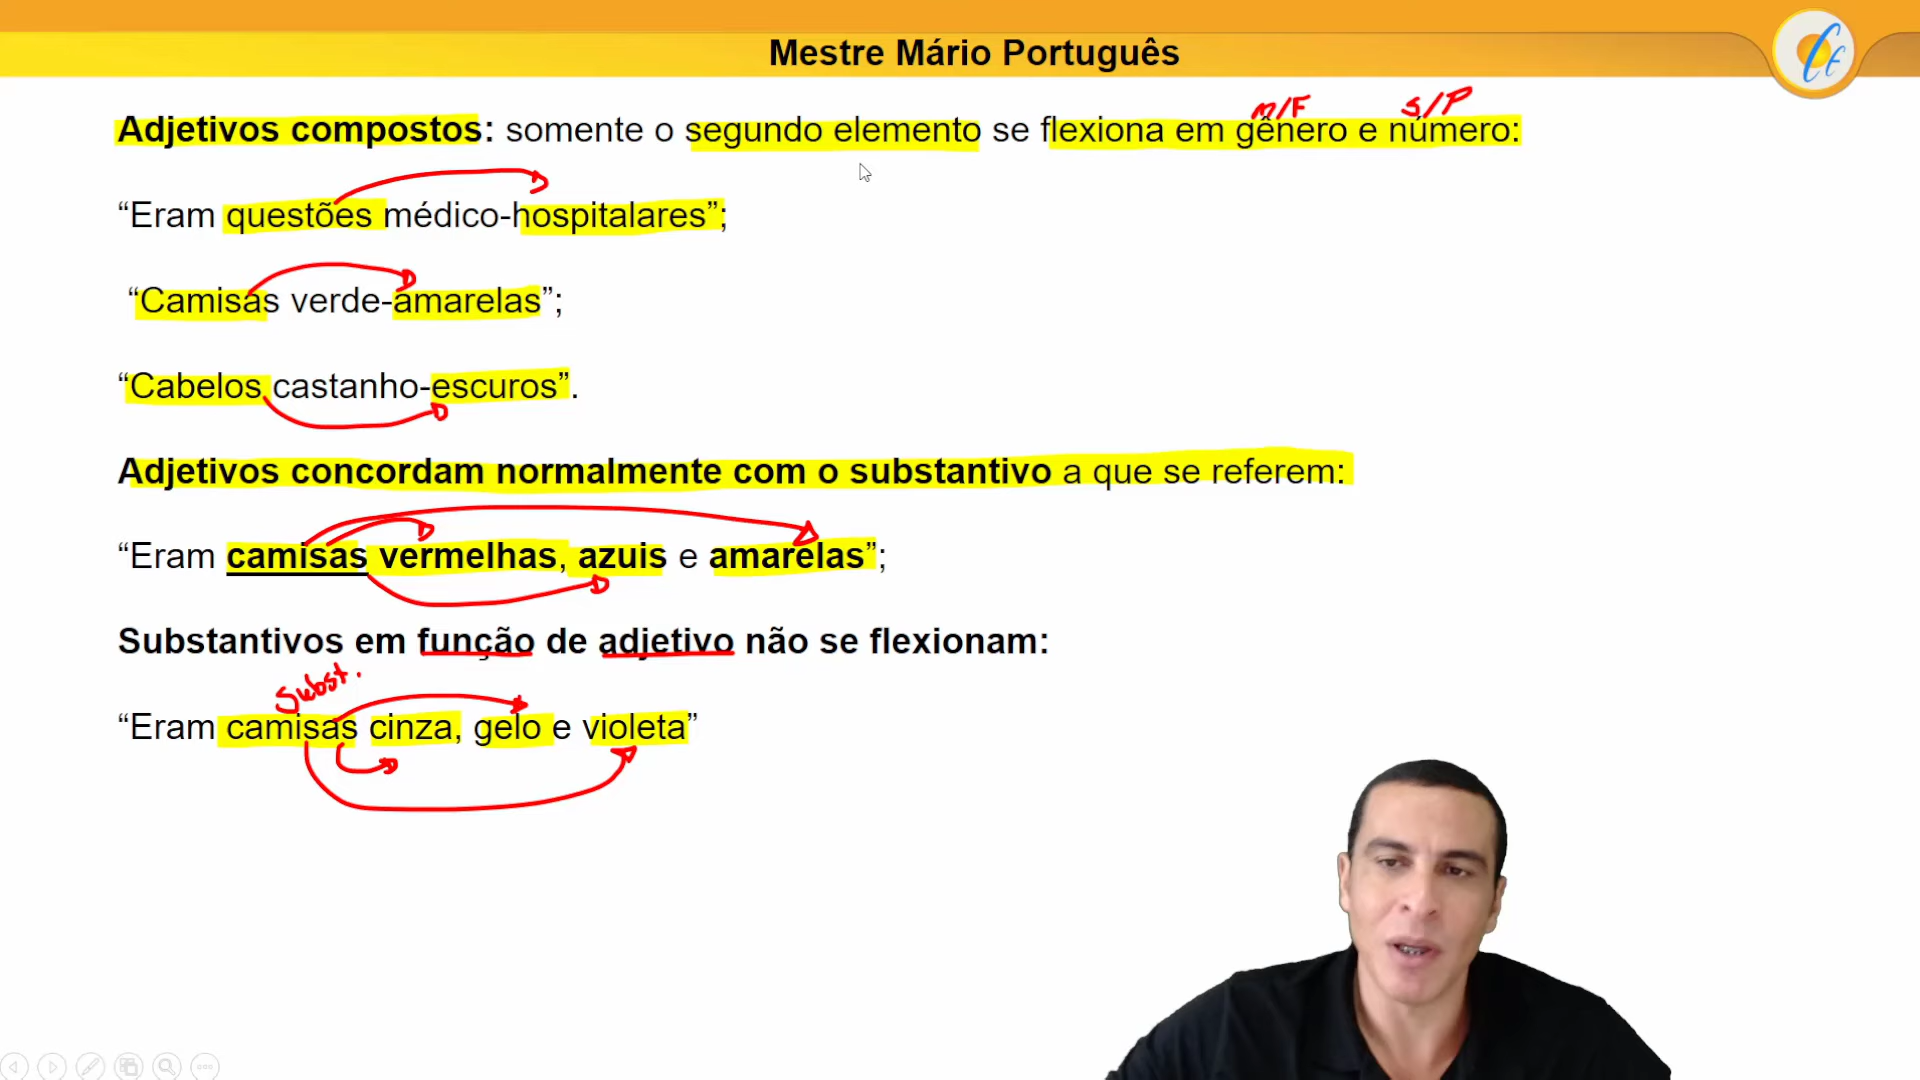 Mestre Mário Português
M/F S/P
Adjetivos compostos: somente o segundo elemento se flexiona em gênero e número:
“Eram questões médico-hospitalares”;
“Camisas verde-amarelas”;
“Cabelos castanho-escuros”.
Adjetivos concordam normalmente com o substantivo a que se referem:
“Eram camisas vermelhas, azuis e amarelas”;
Substantivos em função de adjetivo não se flexionam:
Subst.
“Eram camisas cinza, gelo e violeta”